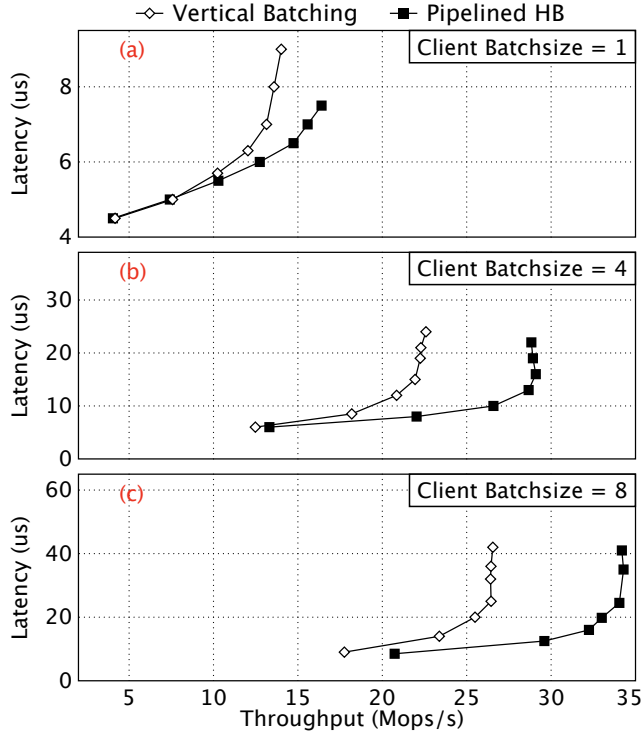 Vertical Batching Pipelined HB
(a) Client Batchsize = 1
8
6
4
Latency (us)
(b) Client Batchsize = 4
30
20
10
0
Latency (us)
(c) Client Batchsize = 8
60
40
20
0
Latency (us)
5 10 15 20 25 30 35
Throughput (Mops/s)